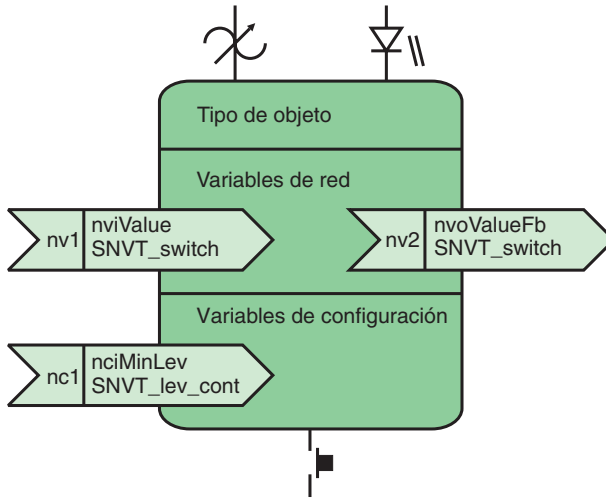 Tipo de objeto
Variables de red
nv1
nviValue
SNVT_switch
nv2
nvoValueFb
SNVT_switch
Variables de configuración
nc1
nciMinLev
SNVT_lev_cont